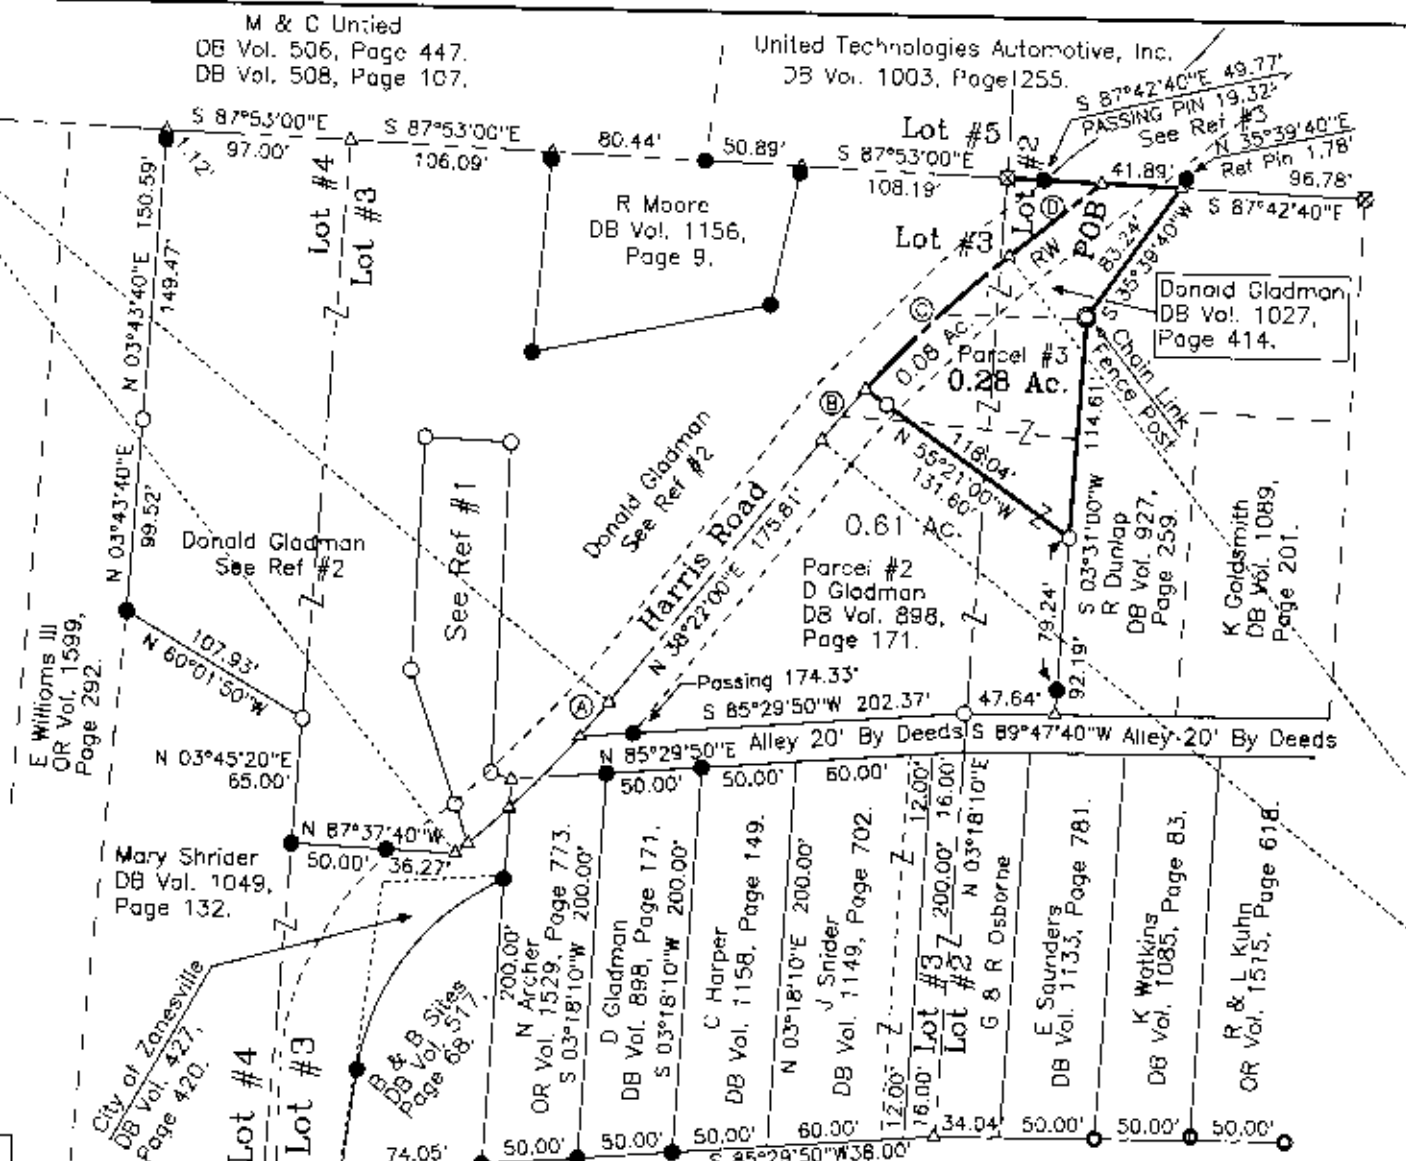 M & C Untied
DB Vol. 506, Page 447.
DB Vol. 508, Page 107.
United Technologies Automotive, Inc.
DB Vol. 1003, Page 255.
S 87°42'40"E 49.77'
PASSING PIN 19.32'
See Ref #3
N 35°39'40"E
Ref Pin 1.78'
S 87°53'00"E
97.00'
1.12'
S 87°53'00"E
106.09'
80.44'
50.89'
Lot #5
S 87°53'00"E
108.19'
Lot #2
41.89'
96.78'
S 87°42'40"E
N 03°43'40"E 150.59'
149.47'
Lot #4
Lot #3
R Moore
DB Vol. 1156,
Page 9.
Lot #3
D
RW
POB
83.24'
S 35°39'40"W
Donald Gladman
DB Vol. 1027,
Page 414.
C
0.08 Ac.
Parcel #3
0.28 Ac.
Chain Link
Fence Post
B
N 55°21'00"W
118.04'
131.60'
114.61'
S 03°31'00"W
R Dunlap
DB Vol. 927,
Page 259.
K Goldsmith
DB Vol. 1089,
Page 201.
N 03°43'40"E
99.52'
Donald Gladman
See Ref #2
See Ref #1
Donald Gladman
See Ref #2
Harris Road
N 38°22'00"E 175.81'
0.61 AC.
Parcel #2
D Gladman
DB Vol. 898,
Page 171.
79.24'
92.19'
E Williams III
OR Vol. 1599,
Page 292.
107.93'
N 60°01'50"W
A
Passing 174.33'
S 85°29'50"W 202.37'
47.64'
N 85°29'50"E
Alley 20' By Deeds
S 89°47'40"W
Alley 20' By Deeds
N 03°45'20"E
65.00'
50.00'
50.00'
60.00'
12.00'
16.00'
N 03°18'10"E
N 87°37'40"W
50.00'
36.27'
Mary Shrider
DB Vol. 1049,
Page 132.
City of Zanesville
DB Vol. 427,
Page 420.
Lot #4
Lot #3
B & B Sites
DB Vol. 517,
Page 68.
200.00'
N Archer
OR Vol. 1529, Page 773.
S 03°18'10"W 200.00'
D Gladman
DB Vol. 898, Page 171.
S 03°18'10"W 200.00'
C Harper
DB Vol. 1158, Page 149.
N 03°18'10"E 200.00'
J Snider
DB Vol. 1149, Page 702.
200.00'
Lot #3
Lot #2
G & R Osborne
E Saunders
DB Vol. 1133, Page 781.
K Watkins
DB Vol. 1085, Page 83.
R & L Kuhn
OR Vol. 1575, Page 618.
74.05'
50.00'
50.00'
50.00'
60.00'
12.00'
16.00'
34.04'
50.00'
50.00'
50.00'
S 85°29'50"W
38.00'